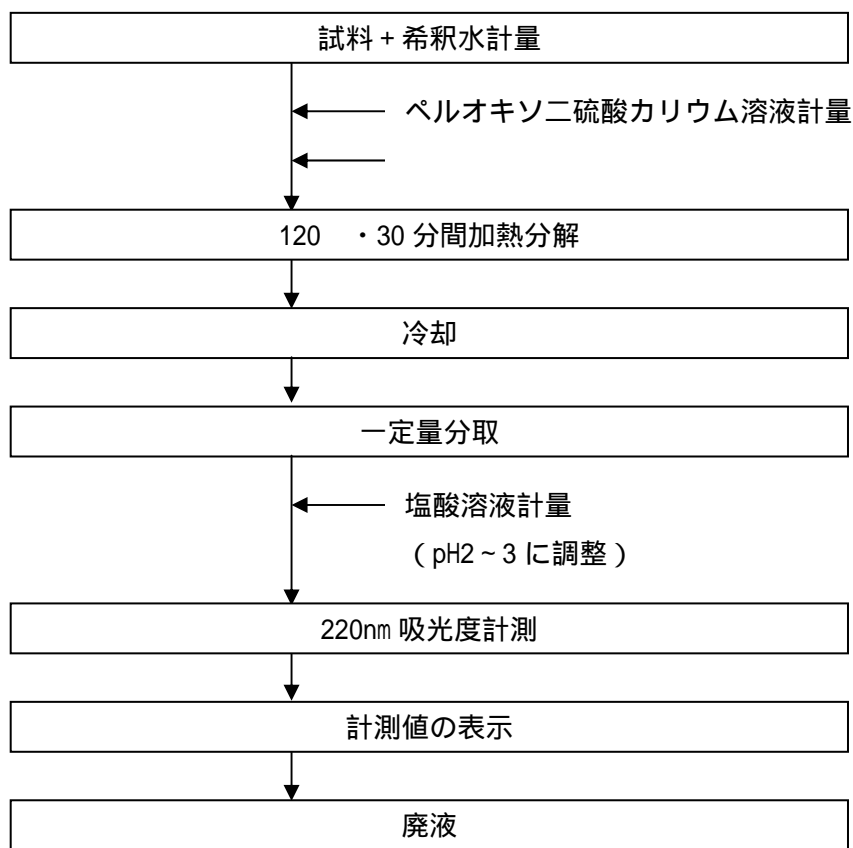 試料+希釈水計量
ペルオキソ二硫酸カリウム溶液計量
120 ・30 分間加熱分解
冷却
一定量分取
塩酸溶液計量
(pH2~3 に調整)
220nm 吸光度計測
計測値の表示
廃液